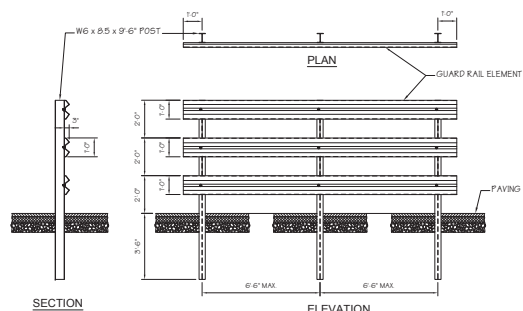 1'-0"
1'-0"
W6 x 8.5 x 9'-6" POST
PLAN
GUARD RAIL ELEMENT
3"
1'-0"
2'-0"
1'-0"
2'-0"
1'-0"
2'-0"
1'-0"
PAVING
3'-6"
6'-6" MAX.
6'-6" MAX.
SECTION
ELEVATION